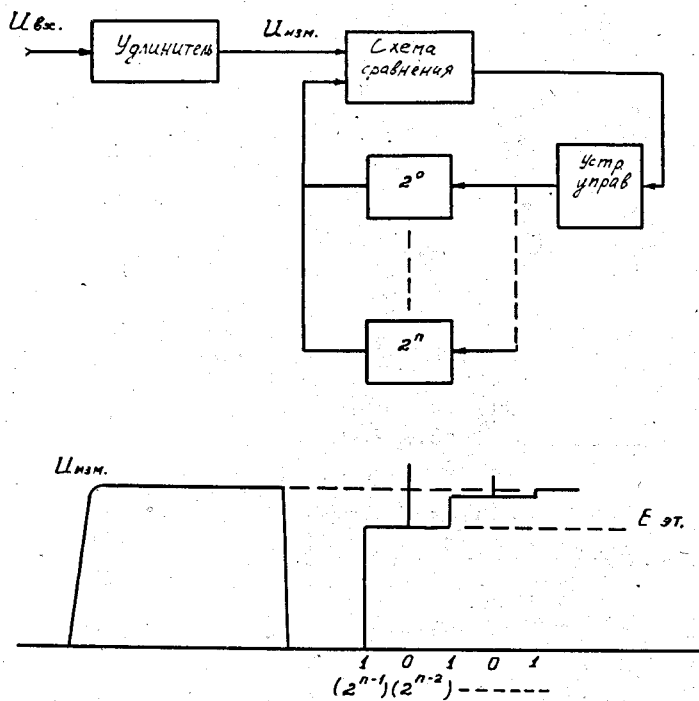 Uвх.
Удлинитель
Uизм.
Схема
сравнения
2⁰
Устр
управ
2ⁿ
Uизм.
E эт.
1 0 1 0 1
(2ⁿ⁻¹)(2ⁿ⁻²)